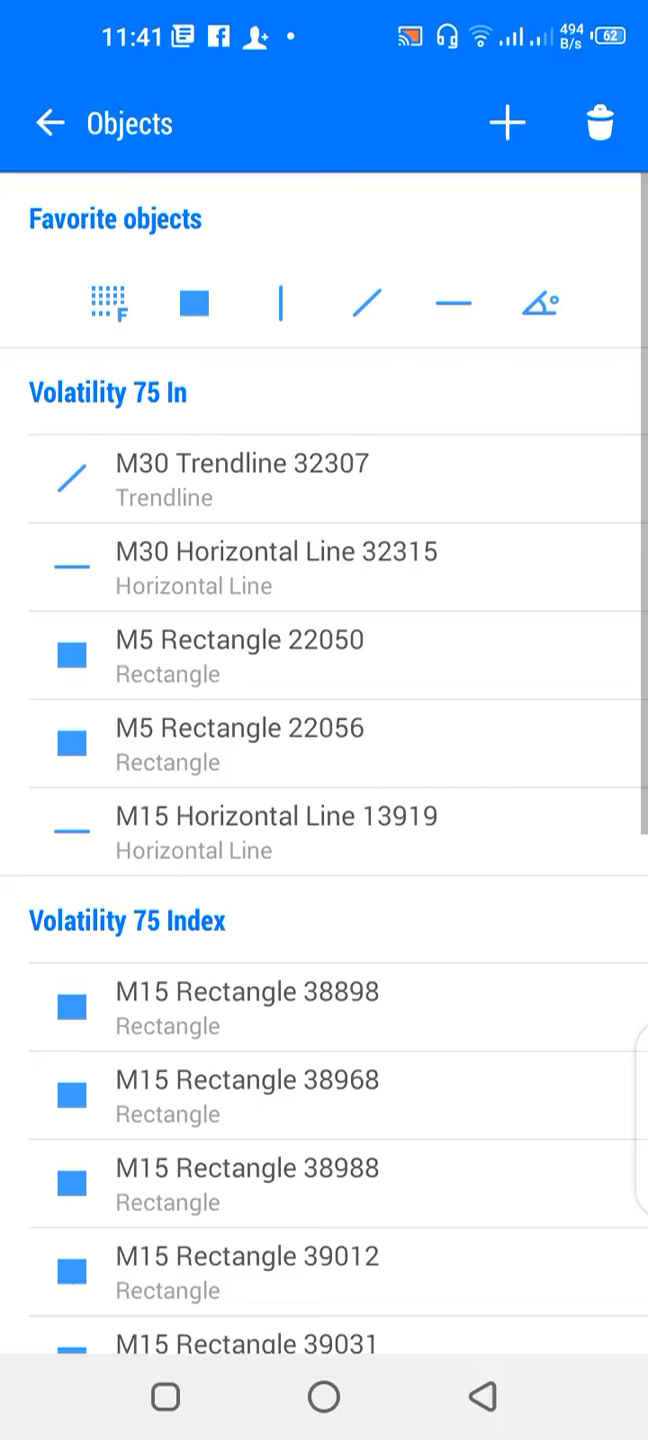 11:41
494
B/s
62
Objects
Favorite objects
F
Volatility 75 In
M30 Trendline 32307
Trendline
M30 Horizontal Line 32315
Horizontal Line
M5 Rectangle 22050
Rectangle
M5 Rectangle 22056
Rectangle
M15 Horizontal Line 13919
Horizontal Line
Volatility 75 Index
M15 Rectangle 38898
Rectangle
M15 Rectangle 38968
Rectangle
M15 Rectangle 38988
Rectangle
M15 Rectangle 39012
Rectangle
M15 Rectangle 39031